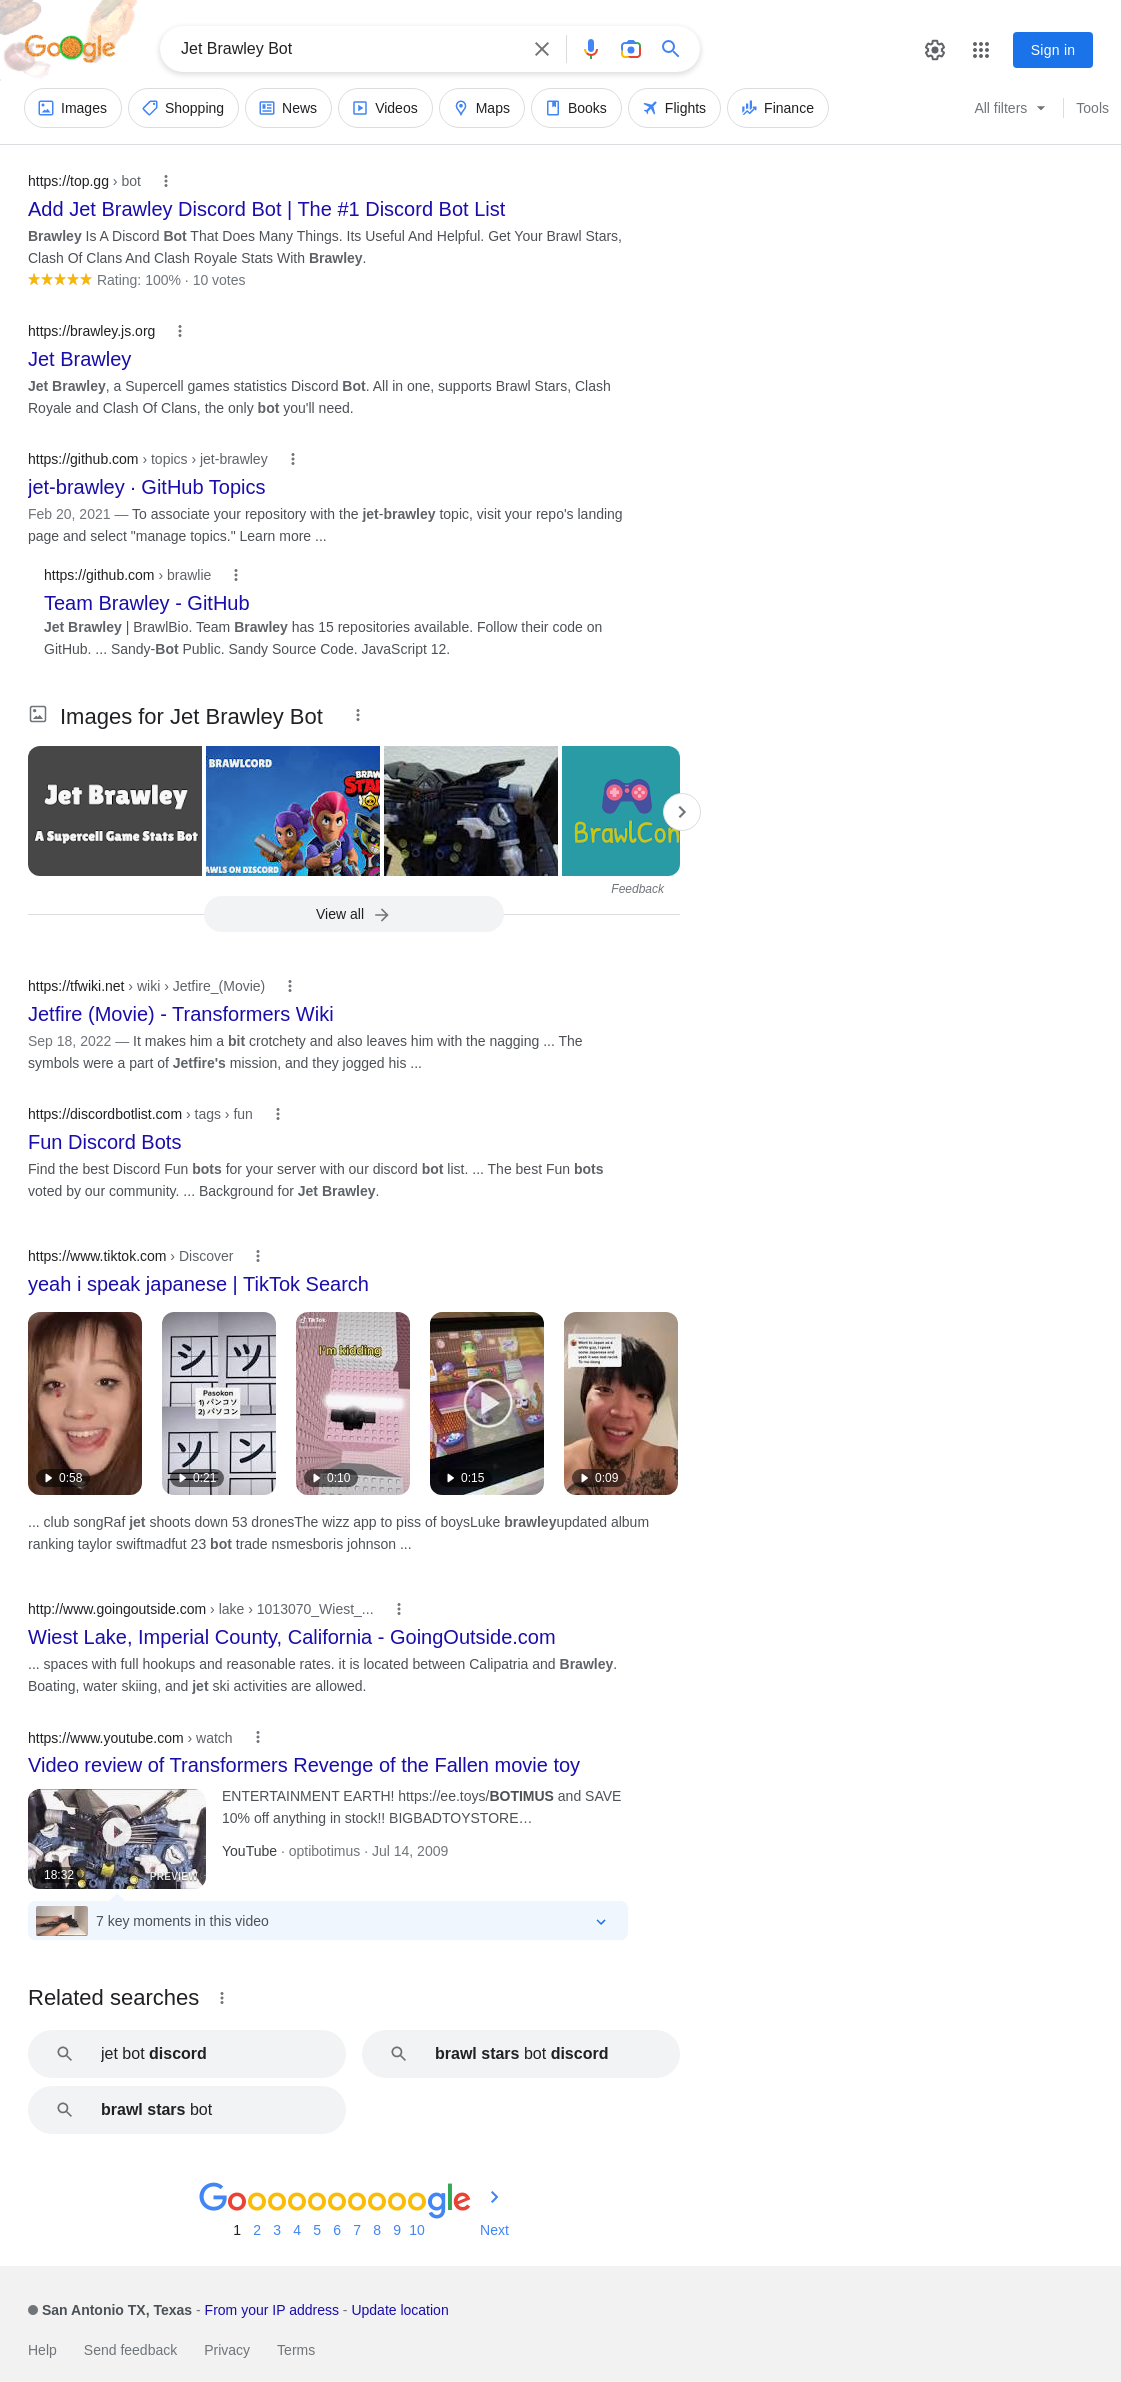 Google
Jet Brawley Bot
Sign in
Images
Shopping
News
Videos
Maps
Books
Flights
Finance
All filters
Tools
https://top.gg › bot
Add Jet Brawley Discord Bot | The #1 Discord Bot List
Brawley Is A Discord Bot That Does Many Things. Its Useful And Helpful. Get Your Brawl Stars,
Clash Of Clans And Clash Royale Stats With Brawley.
Rating: 100% · 10 votes
https://brawley.js.org
Jet Brawley
Jet Brawley, a Supercell games statistics Discord Bot. All in one, supports Brawl Stars, Clash
Royale and Clash Of Clans, the only bot you'll need.
https://github.com › topics › jet-brawley
jet-brawley · GitHub Topics
Feb 20, 2021 — To associate your repository with the jet-brawley topic, visit your repo's landing
page and select "manage topics." Learn more ...
https://github.com › brawlie
Team Brawley - GitHub
Jet Brawley | BrawlBio. Team Brawley has 15 repositories available. Follow their code on
GitHub. ... Sandy-Bot Public. Sandy Source Code. JavaScript 12.
Images for Jet Brawley Bot
Jet Brawley
A Supercell Game Stats Bot
BRAWLCORD
BRAW
STA
AWLS ON DISCORD
BrawlCon
Feedback
View all
https://tfwiki.net › wiki › Jetfire_(Movie)
Jetfire (Movie) - Transformers Wiki
Sep 18, 2022 — It makes him a bit crotchety and also leaves him with the nagging ... The
symbols were a part of Jetfire's mission, and they jogged his ...
https://discordbotlist.com › tags › fun
Fun Discord Bots
Find the best Discord Fun bots for your server with our discord bot list. ... The best Fun bots
voted by our community. ... Background for Jet Brawley.
https://www.tiktok.com › Discover
yeah i speak japanese | TikTok Search
0:58
シ ツ
Pasokon
1) パンコソ
2) パソコン
ソ ン
0:21
TikTok
I'm kidding
0:10
0:15
Went to Japan as a
white guy, I speak
some Japanese and
0:09
... club songRaf jet shoots down 53 dronesThe wizz app to piss of boysLuke brawleyupdated album
ranking taylor swiftmadfut 23 bot trade nsmesboris johnson ...
http://www.goingoutside.com › lake › 1013070_Wiest_...
Wiest Lake, Imperial County, California - GoingOutside.com
... spaces with full hookups and reasonable rates. it is located between Calipatria and Brawley.
Boating, water skiing, and jet ski activities are allowed.
https://www.youtube.com › watch
Video review of Transformers Revenge of the Fallen movie toy
ENTERTAINMENT EARTH! https://ee.toys/BOTIMUS and SAVE
10% off anything in stock!! BIGBADTOYSTORE…
YouTube · optibotimus · Jul 14, 2009
18:32
PREVIEW
7 key moments in this video
Related searches
jet bot discord
brawl stars bot discord
brawl stars bot
Goooooooooogle
1 2 3 4 5 6 7 8 9 10 Next
San Antonio TX, Texas - From your IP address - Update location
Help Send feedback Privacy Terms